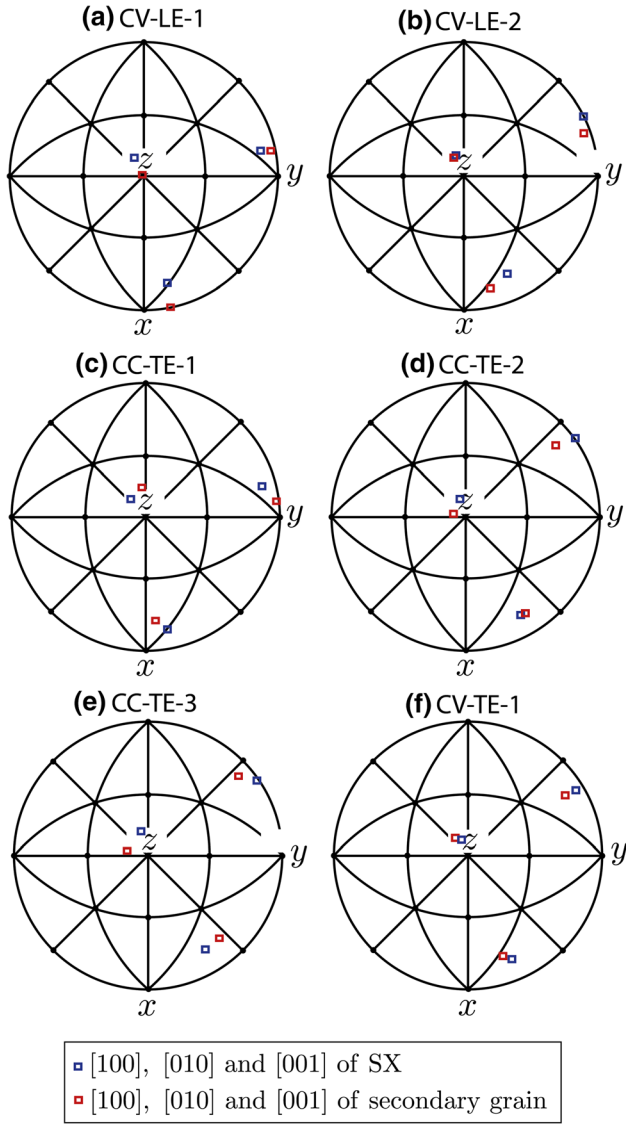 (a) CV-LE-1
(b) CV-LE-2
z
y
x
z
y
x
(c) CC-TE-1
(d) CC-TE-2
z
y
x
z
y
x
(e) CC-TE-3
(f) CV-TE-1
z
y
x
z
y
x
[100], [010] and [001] of SX
[100], [010] and [001] of secondary grain